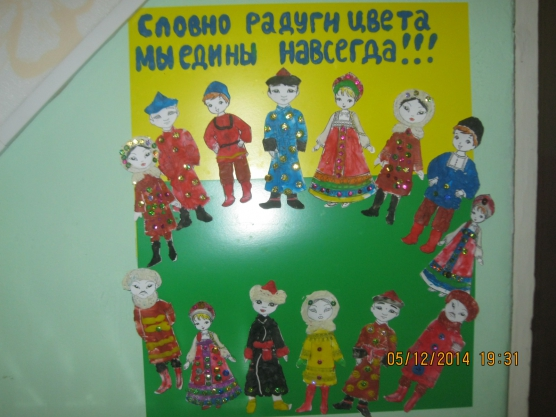 Словно радуги цвета
мы едины навсегда!!!
05/12/2014 19:31